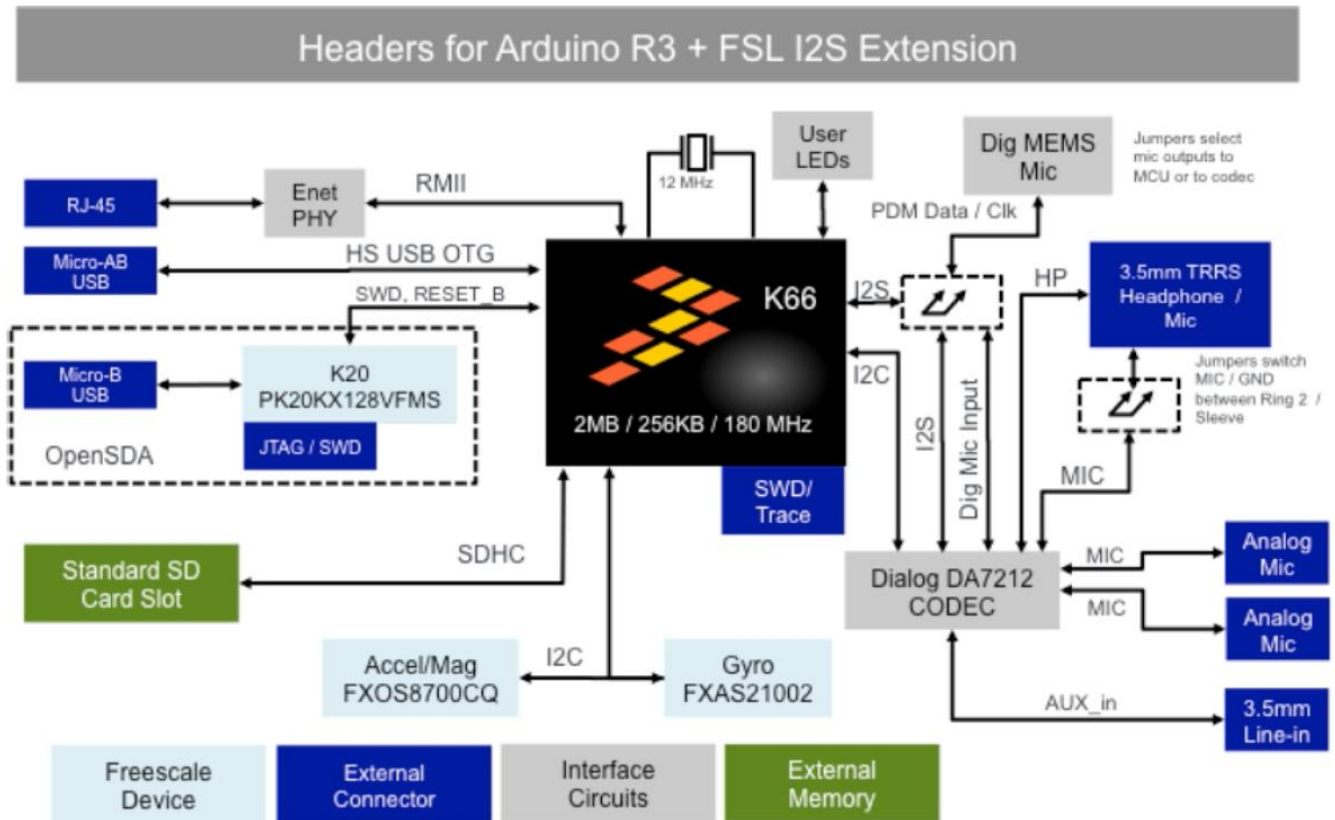 Headers for Arduino R3 + FSL I2S Extension
User
LEDs
Dig MEMS
Mic
Jumpers select
mic outputs to
MCU or to codec
12 MHz
RJ-45
Enet
PHY
RMII
PDM Data / Clk
Micro-AB
USB
HS USB OTG
SWD, RESET_B
K66
2MB / 256KB / 180 MHz
I2S
I2C
HP
3.5mm TRRS
Headphone /
Mic
Jumpers switch
MIC / GND
between Ring 2 /
Sleeve
Micro-B
USB
K20
PK20KX128VFMS
JTAG / SWD
OpenSDA
I2S
Dig Mic Input
MIC
SWD/
Trace
Standard SD
Card Slot
SDHC
Dialog DA7212
CODEC
MIC
MIC
Analog
Mic
Analog
Mic
Accel/Mag
FXOS8700CQ
I2C
Gyro
FXAS21002
AUX_in
3.5mm
Line-in
Freescale
Device
External
Connector
Interface
Circuits
External
Memory